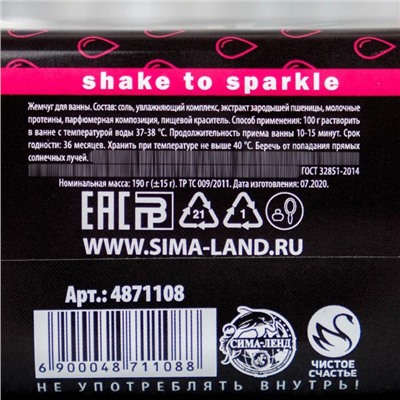 shake to sparkle
Жемчуг для ванны. Состав: соль, увлажняющий комплекс, экстракт зародышей пшеницы, молочные
протеины, парфюмерная композиция, пищевой краситель. Способ применения: 100 г растворить
в ванне с температурой воды 37-38 °C. Продолжительность приема ванны 10-15 минут. Срок
годности: 36 месяцев. Хранить при температуре не выше 40 °C. Беречь от попадания прямых
солнечных лучей.
ГОСТ 32851-2014
Номинальная масса: 190 г (±15 г). ТР ТС 009/2011. Дата изготовления: 07.2020.
EAC 21 1
WWW.SIMA-LAND.RU
Арт.: 4871108
СИМА-ЛЕНД
ЧИСТОЕ
СЧАСТЬЕ
6 900048 711088
НЕ УПОТРЕБЛЯТЬ ВНУТРЬ!